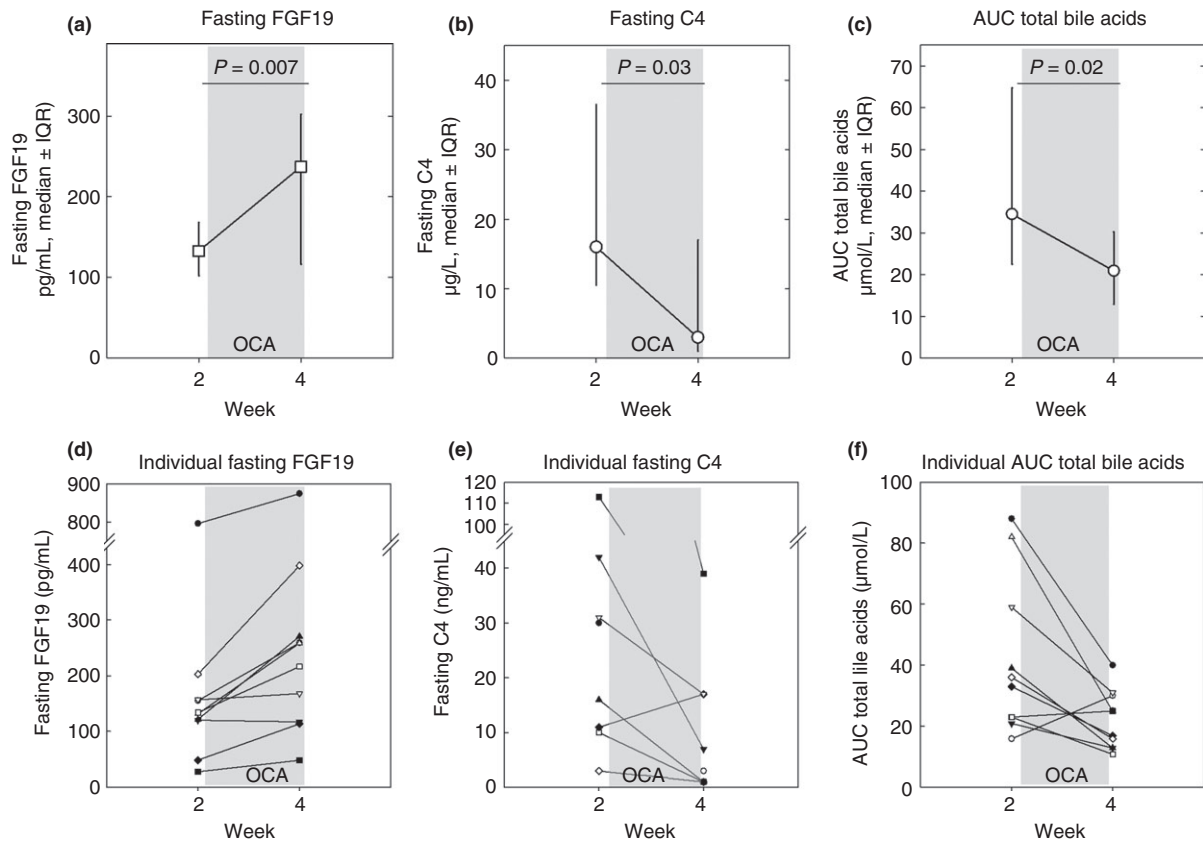 (a)
Fasting FGF19
P = 0.007
300
200
100
0
Fasting FGF19
pg/mL, median ± IQR)
OCA
2
4
Week
(b)
Fasting C4
P = 0.03
40
30
20
10
0
Fasting C4
µg/L, median ± IQR)
OCA
2
4
Week
(c)
AUC total bile acids
P = 0.02
70
60
50
40
30
20
10
0
AUC total bile acids
µmol/L, median ± IQR)
OCA
2
4
Week
(d)
Individual fasting FGF19
900
800
400
300
200
100
0
Fasting FGF19 (pg/mL)
OCA
2
4
Week
(e)
Individual fasting C4
120
110
100
40
30
20
10
0
Fasting C4 (ng/mL)
OCA
2
4
Week
(f)
Individual AUC total bile acids
100
80
60
40
20
0
AUC total lile acids (µmol/L)
OCA
2
4
Week